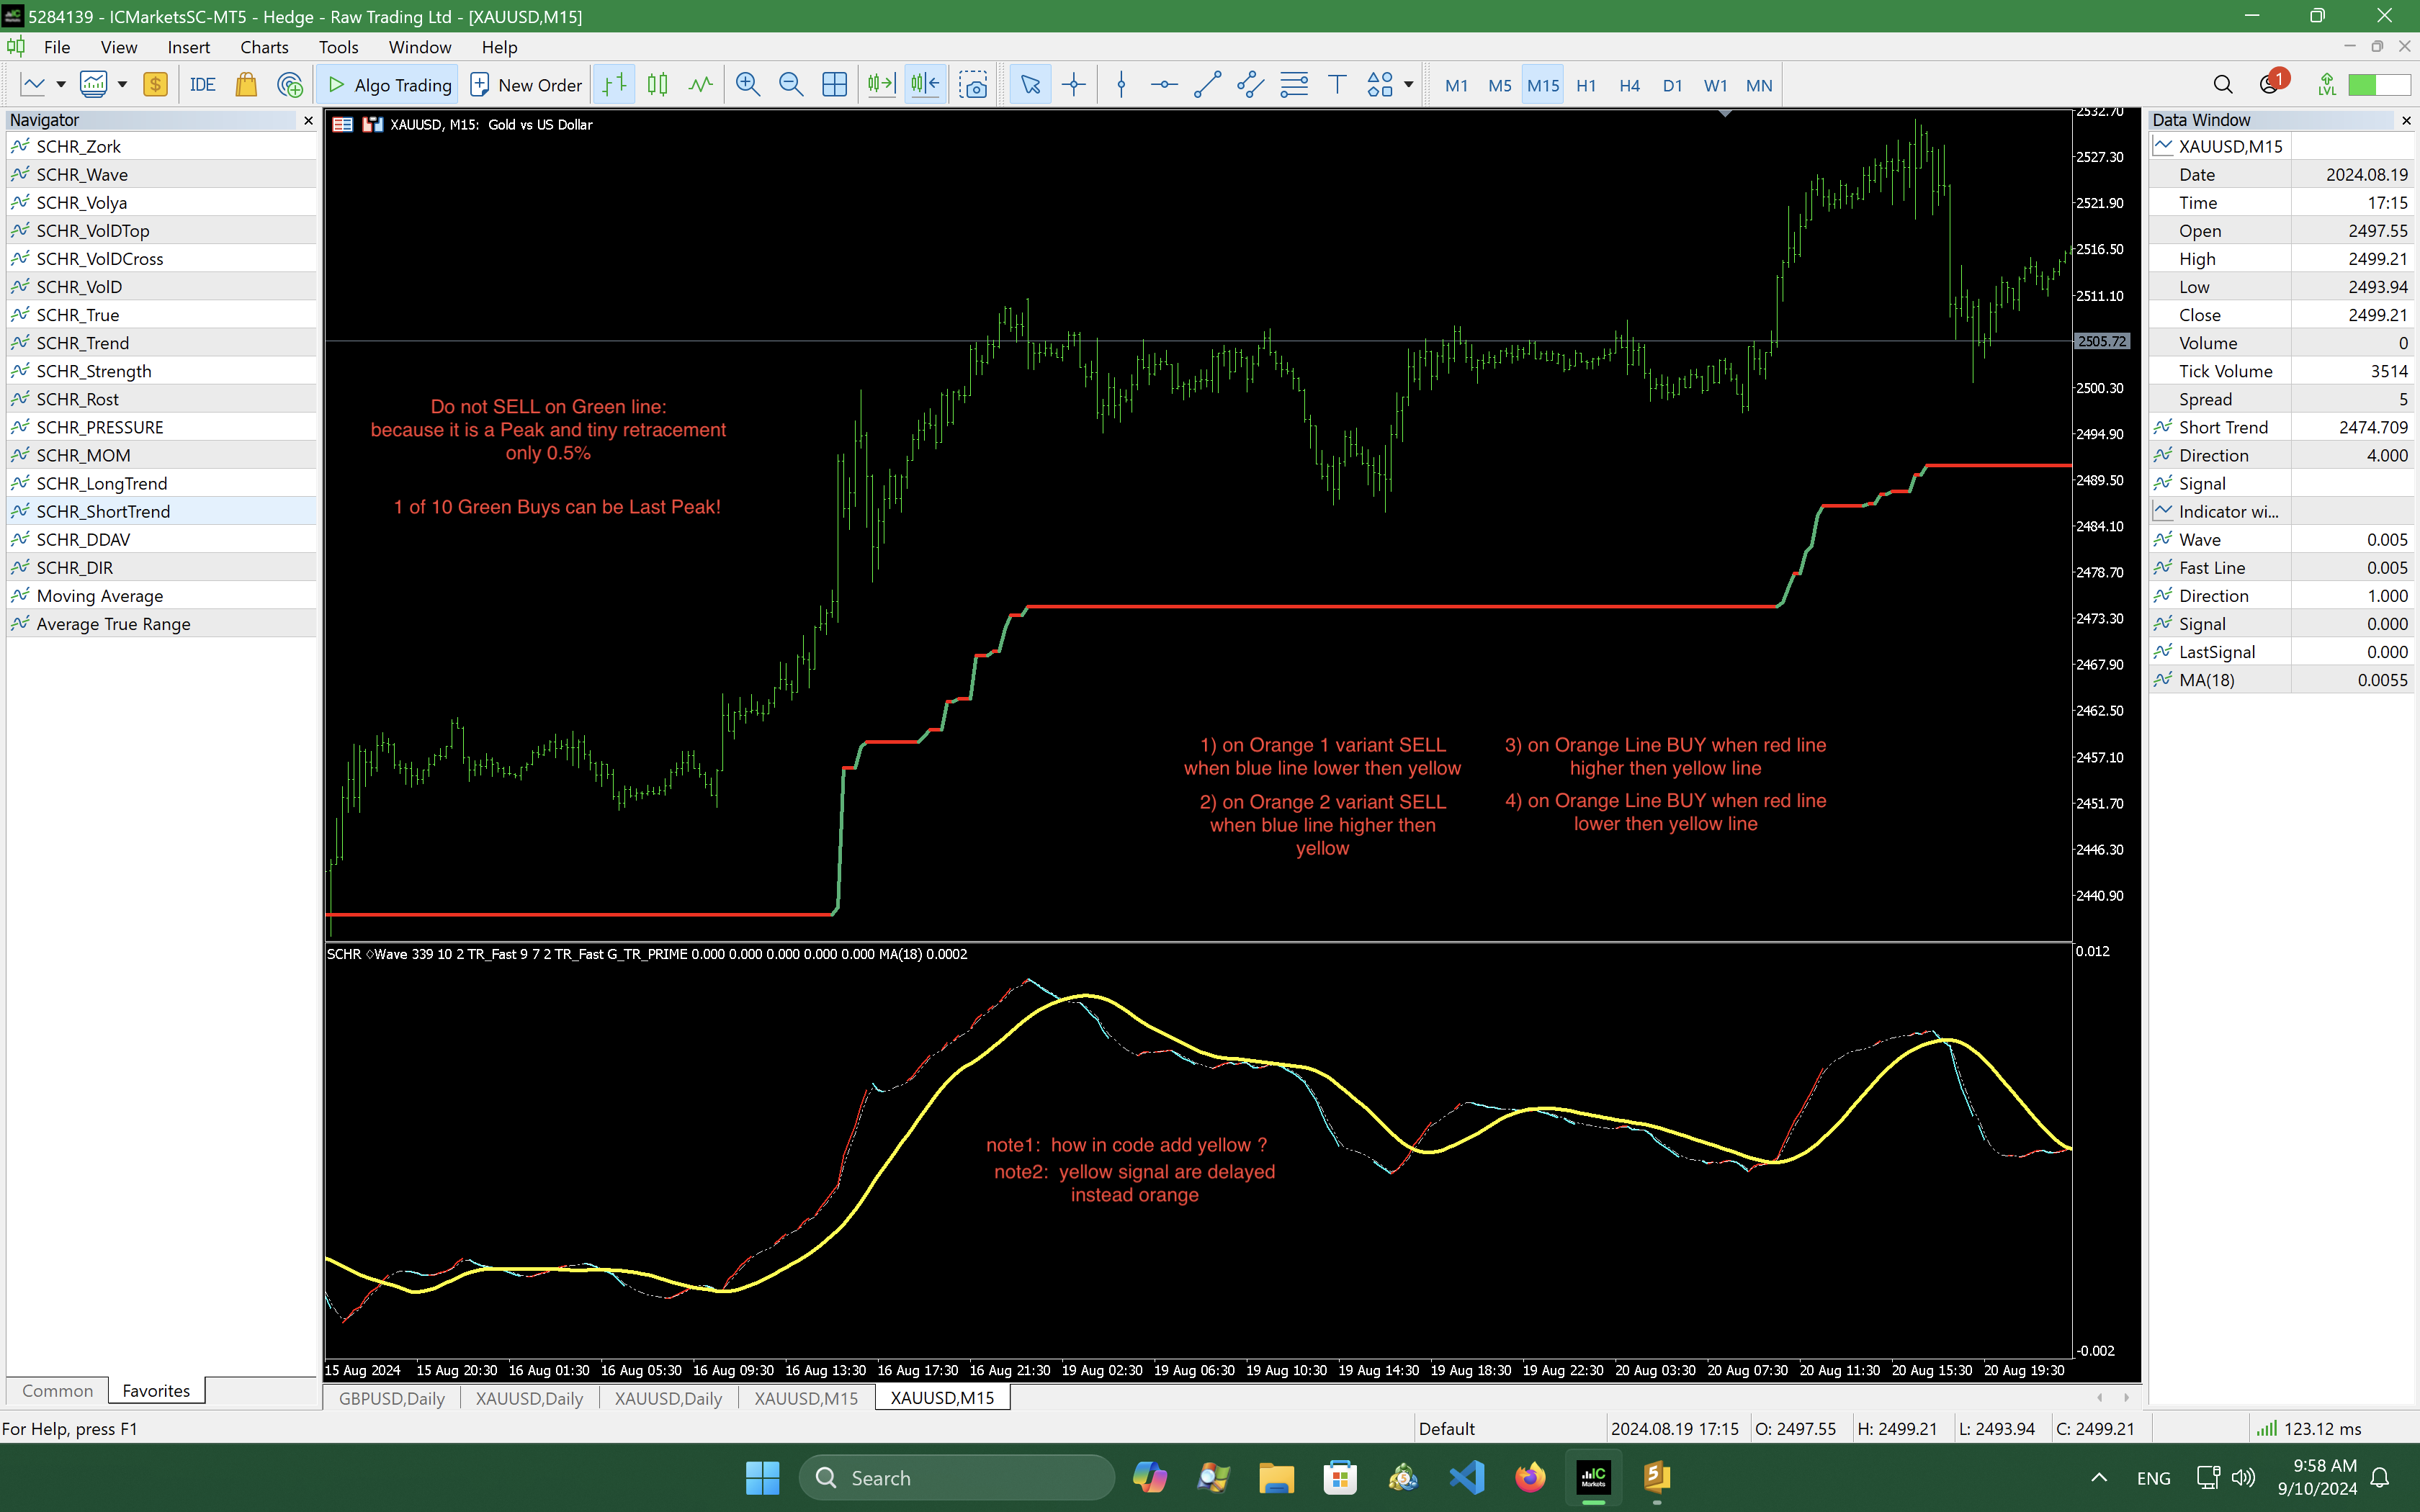 5284139 - ICMarketsSC-MT5 - Hedge - Raw Trading Ltd - [XAUUSD,M15]
File View Insert Charts Tools Window Help
IDE Algo Trading New Order M1 M5 M15 H1 H4 D1 W1 MN 1 LVL
Navigator
SCHR_Zork
SCHR_Wave
SCHR_Volya
SCHR_VolDTop
SCHR_VolDCross
SCHR_VolD
SCHR_True
SCHR_Trend
SCHR_Strength
SCHR_Rost
SCHR_PRESSURE
SCHR_MOM
SCHR_LongTrend
SCHR_ShortTrend
SCHR_DDAV
SCHR_DIR
Moving Average
Average True Range
Common Favorites
XAUUSD, M15: Gold vs US Dollar
Do not SELL on Green line:
because it is a Peak and tiny retracement
only 0.5%
1 of 10 Green Buys can be Last Peak!
1) on Orange 1 variant SELL
when blue line lower then yellow
2) on Orange 2 variant SELL
when blue line higher then
yellow
3) on Orange Line BUY when red line
higher then yellow line
4) on Orange Line BUY when red line
lower then yellow line
2532.70
2527.30
2521.90
2516.50
2511.10
2505.72
2500.30
2494.90
2489.50
2484.10
2478.70
2473.30
2467.90
2462.50
2457.10
2451.70
2446.30
2440.90
SCHR ◊Wave 339 10 2 TR_Fast 9 7 2 TR_Fast G_TR_PRIME 0.000 0.000 0.000 0.000 0.000 MA(18) 0.0002
0.012
note1: how in code add yellow ?
note2: yellow signal are delayed
instead orange
-0.002
15 Aug 2024 15 Aug 20:30 16 Aug 01:30 16 Aug 05:30 16 Aug 09:30 16 Aug 13:30 16 Aug 17:30 16 Aug 21:30 19 Aug 02:30 19 Aug 06:30 19 Aug 10:30 19 Aug 14:30 19 Aug 18:30 19 Aug 22:30 20 Aug 03:30 20 Aug 07:30 20 Aug 11:30 20 Aug 15:30 20 Aug 19:30
GBPUSD,Daily XAUUSD,Daily XAUUSD,Daily XAUUSD,M15 XAUUSD,M15
Data Window
XAUUSD,M15
Date 2024.08.19
Time 17:15
Open 2497.55
High 2499.21
Low 2493.94
Close 2499.21
Volume 0
Tick Volume 3514
Spread 5
Short Trend 2474.709
Direction 4.000
Signal
Indicator wi...
Wave 0.005
Fast Line 0.005
Direction 1.000
Signal 0.000
LastSignal 0.000
MA(18) 0.0055
For Help, press F1 Default 2024.08.19 17:15 O: 2497.55 H: 2499.21 L: 2493.94 C: 2499.21 123.12 ms
Search IC Markets 5 ENG 9:58 AM
9/10/2024